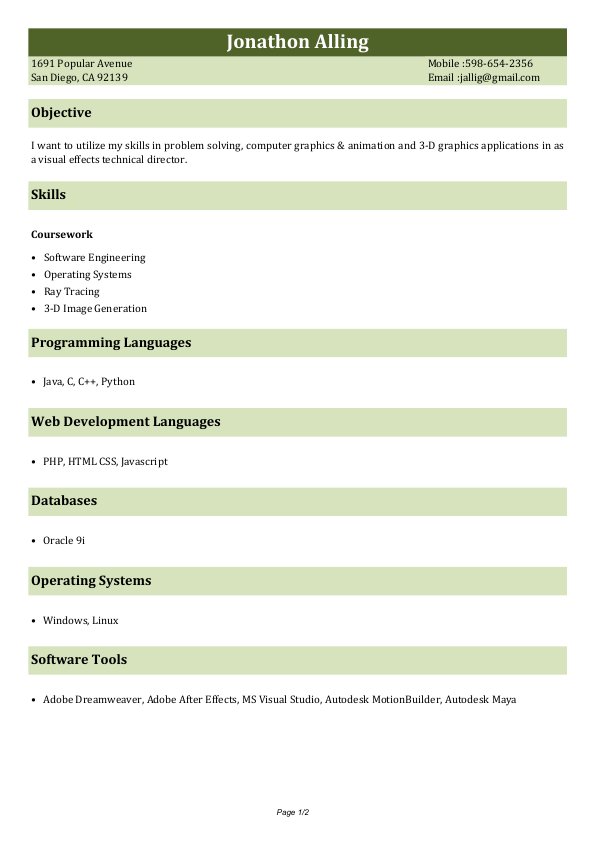 Jonathon Alling
1691 Popular Avenue
Mobile :598-654-2356
San Diego, CA 92139
Email :jallig@gmail.com
Objective
I want to utilize my skills in problem solving, computer graphics & animation and 3-D graphics applications in as
a visual effects technical director.
Skills
Coursework
• Software Engineering
• Operating Systems
• Ray Tracing
• 3-D Image Generation
Programming Languages
• Java, C, C++, Python
Web Development Languages
• PHP, HTML CSS, Javascript
Databases
• Oracle 9i
Operating Systems
• Windows, Linux
Software Tools
• Adobe Dreamweaver, Adobe After Effects, MS Visual Studio, Autodesk MotionBuilder, Autodesk Maya
Page 1/2